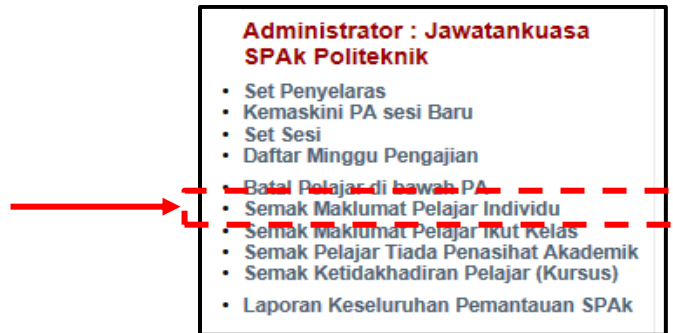 Administrator : Jawatankuasa
SPAk Politeknik
• Set Penyelaras
• Kemaskini PA sesi Baru
• Set Sesi
• Daftar Minggu Pengajian
• Batal Pelajar di bawah PA
• Semak Maklumat Pelajar Individu
• Semak Maklumat Pelajar Ikut Kelas
• Semak Pelajar Tiada Penasihat Akademik
• Semak Ketidakhadiran Pelajar (Kursus)
• Laporan Keseluruhan Pemantauan SPAk